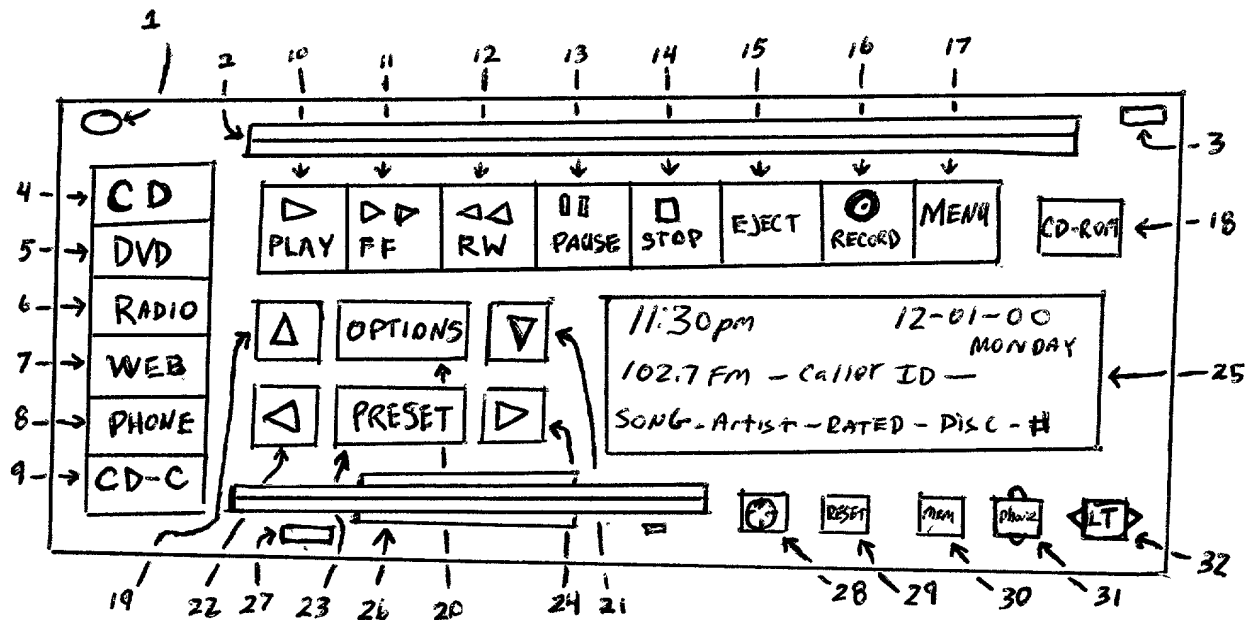 1
2 10 11 12 13 14 15 16 17
3
4 CD
5 DVD
6 RADIO
7 WEB
8 PHONE
9 CD-C
PLAY FF RW PAUSE STOP EJECT RECORD MENU
CD-ROM 18
OPTIONS
PRESET
11:30pm 12-01-00
MONDAY
102.7 Fm - Caller ID -
SONG - Artist - RATED - DISC - #
25
RESET MEM LT
32
19 22 27 23 26 20 24 21 28 29 30 31